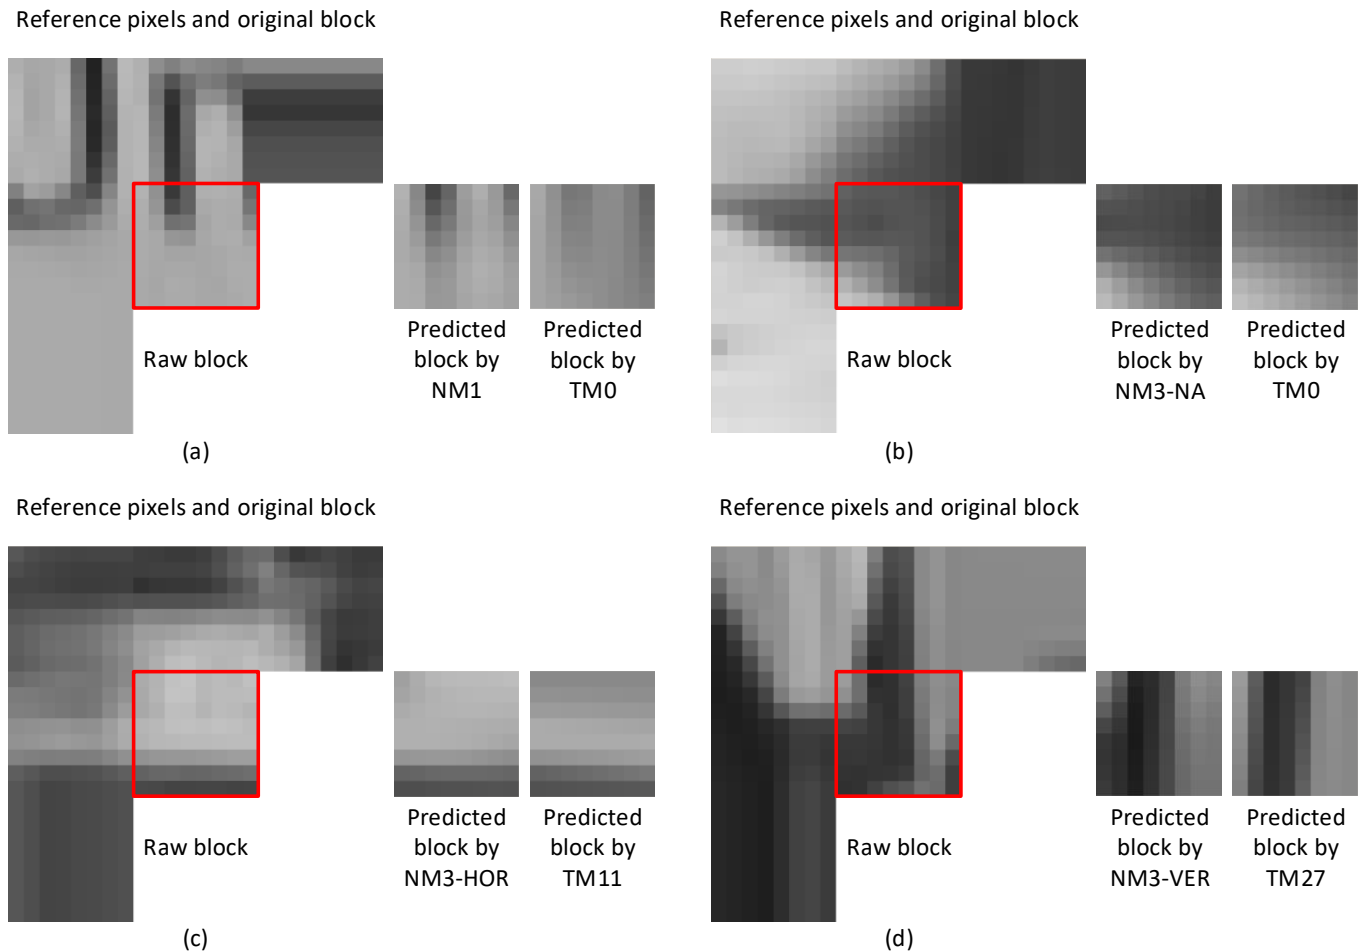 Reference pixels and original block
Raw block
Predicted
block by
NM1
Predicted
block by
TM0
(a)
Reference pixels and original block
Raw block
Predicted
block by
NM3-NA
Predicted
block by
TM0
(b)
Reference pixels and original block
Raw block
Predicted
block by
NM3-HOR
Predicted
block by
TM11
(c)
Reference pixels and original block
Raw block
Predicted
block by
NM3-VER
Predicted
block by
TM27
(d)